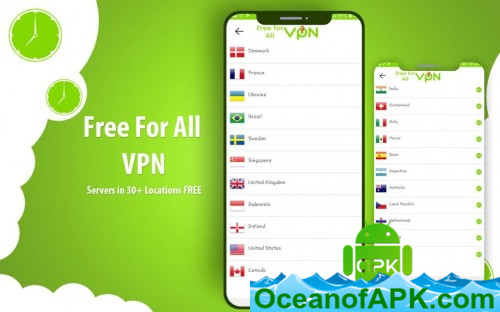 Free For All
VPN
Servers in 30+ Locations FREE
Free for
All
VPN
Denmark
France
Ukraine
Brazil
Sweden
Singapore
United Kingdom
Indonesia
Ireland
United States
Canada
Free for
All
VPN
India
Switzerland
Italy
Mexico
Spain
Argentina
Australia
Czech Republic
Netherlands
APK
OceanofAPK.com